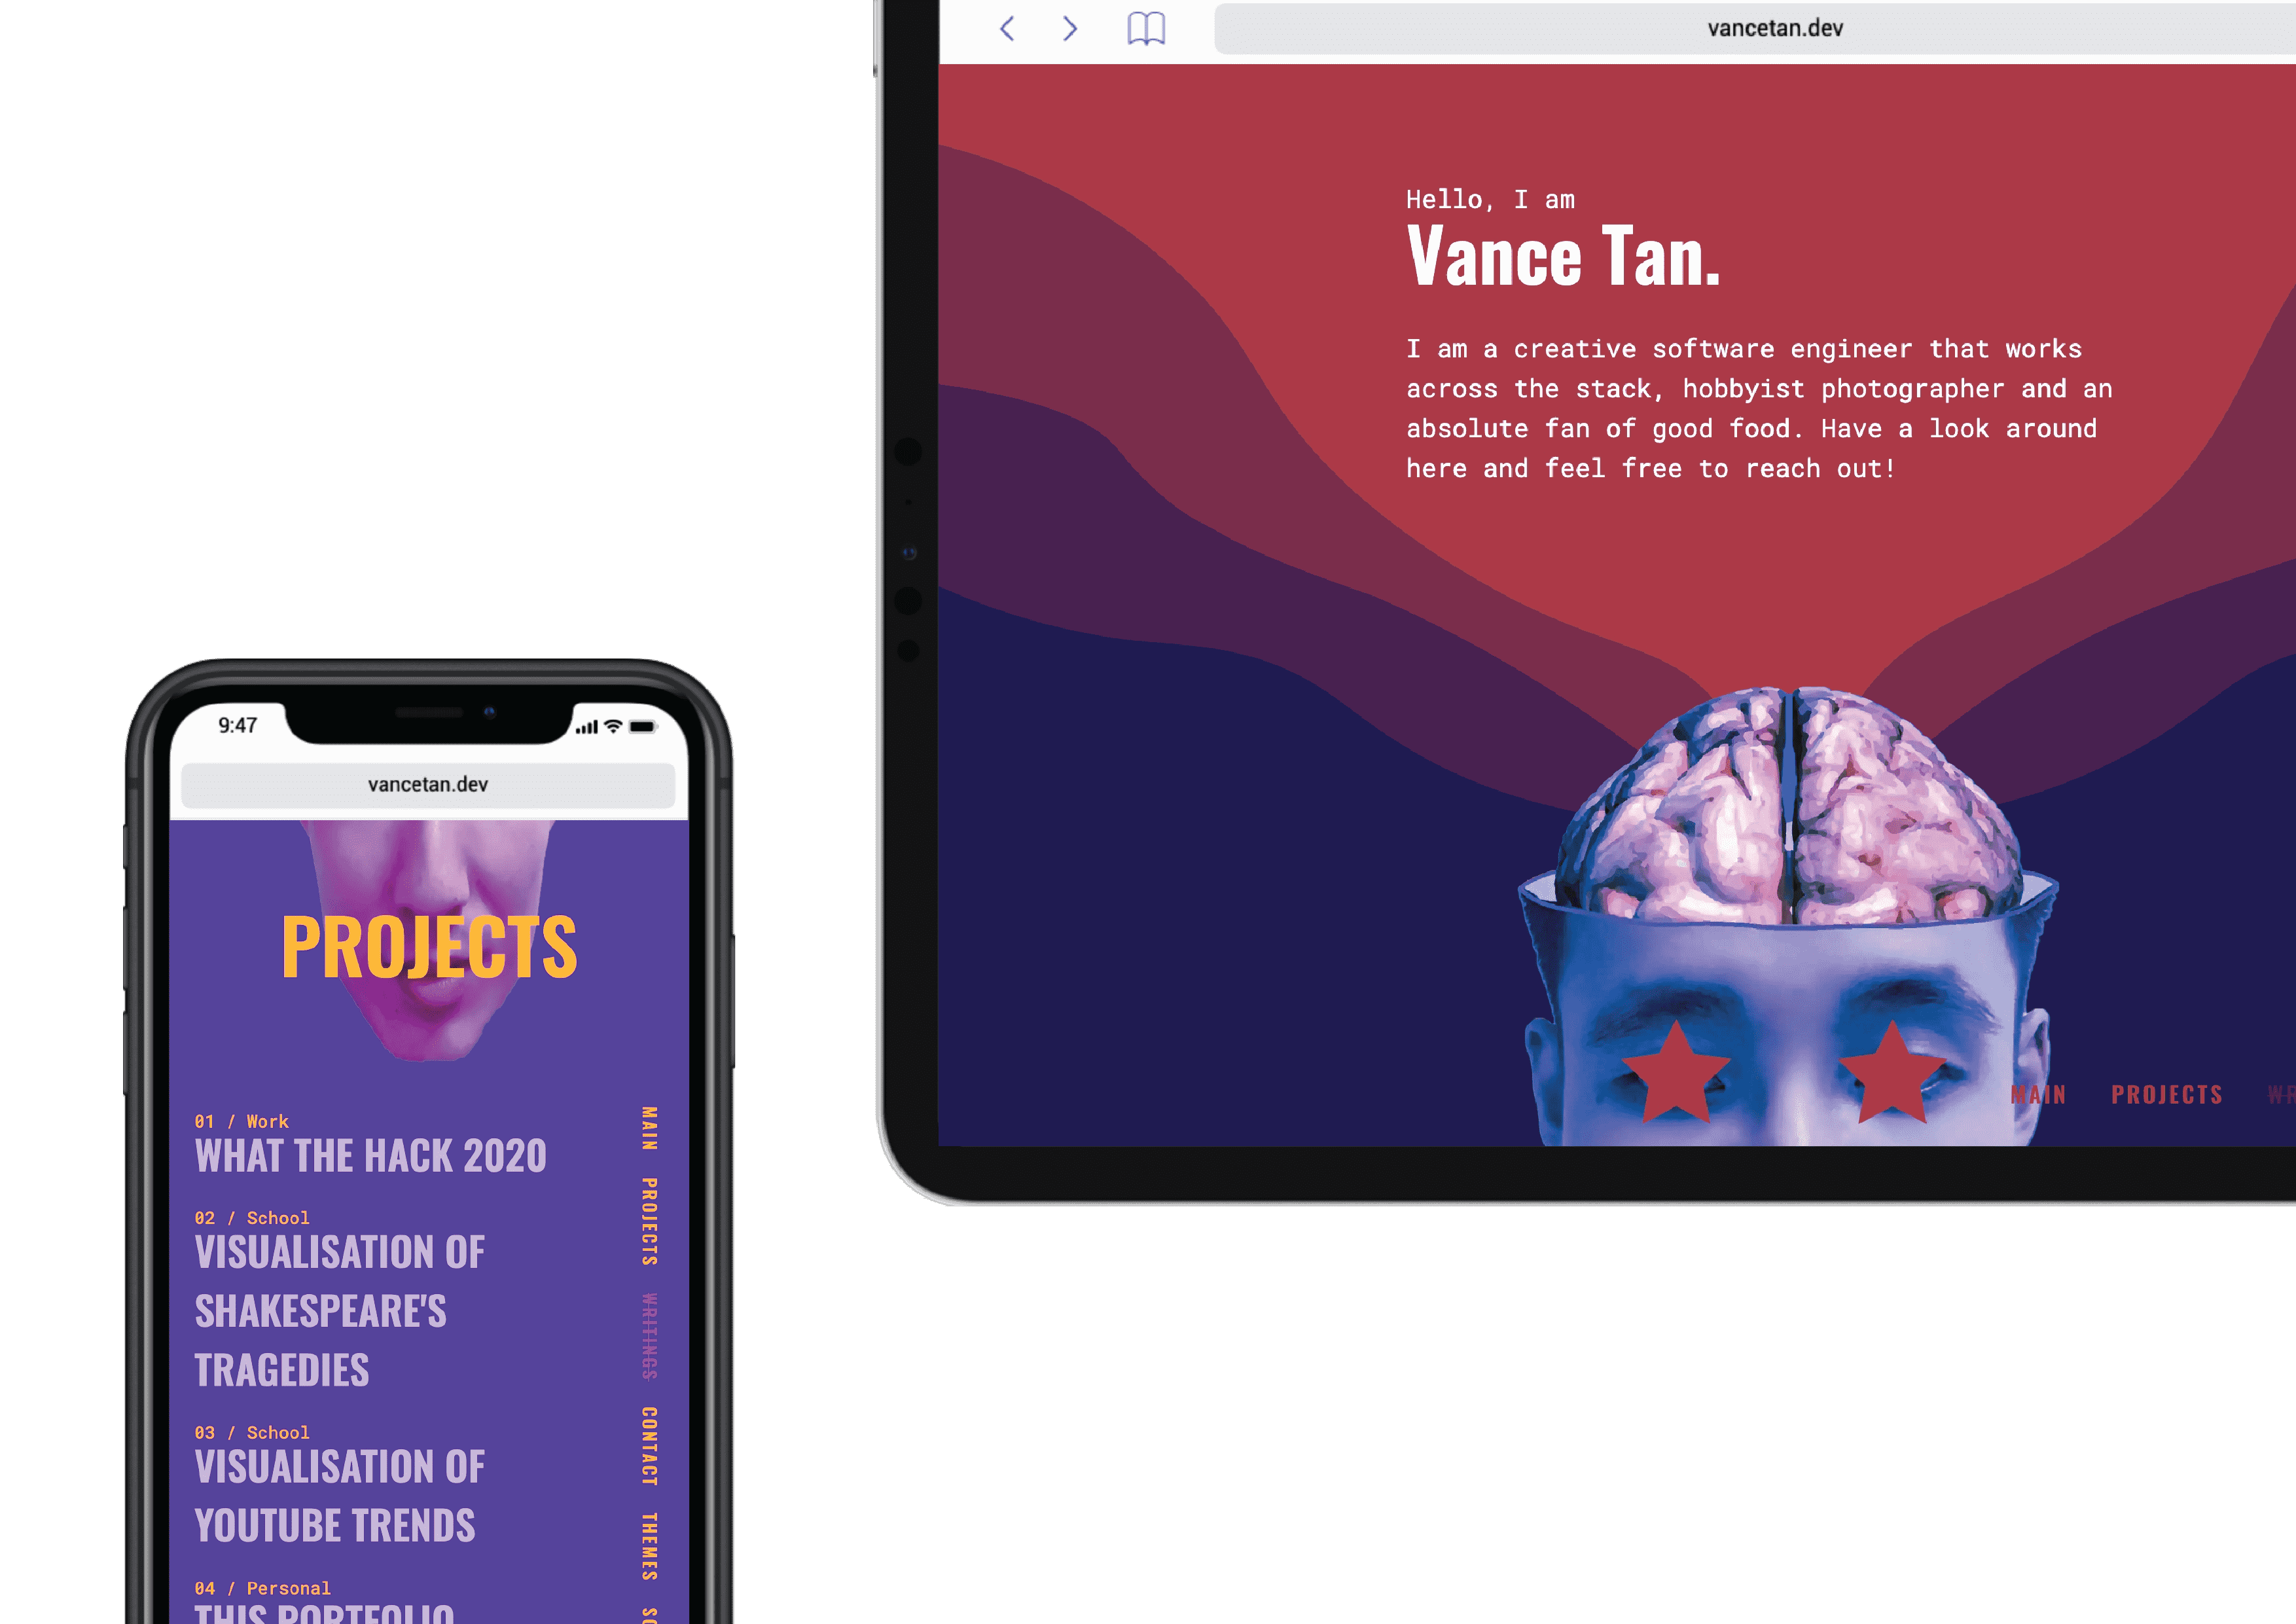 vancetan.dev
Hello, I am
Vance Tan.
I am a creative software engineer that works
across the stack, hobbyist photographer and an
absolute fan of good food. Have a look around
here and feel free to reach out!
MAIN PROJECTS
9:47
vancetan.dev
PROJECTS
01 / Work
WHAT THE HACK 2020
02 / School
VISUALISATION OF
SHAKESPEARE'S
TRAGEDIES
03 / School
VISUALISATION OF
YOUTUBE TRENDS
04 / Personal
THIS PORTFOLIO
MAIN PROJECTS WRITINGS CONTACT THEMES